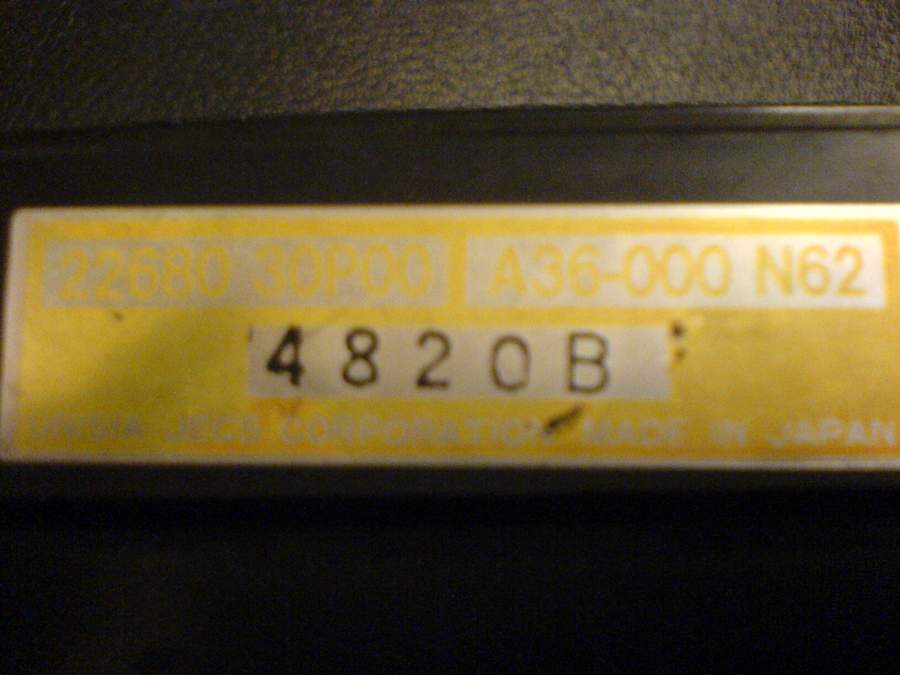 22680 30P00 A36-000 N62
4820B
UNISIA JECS CORPORATION MADE IN JAPAN